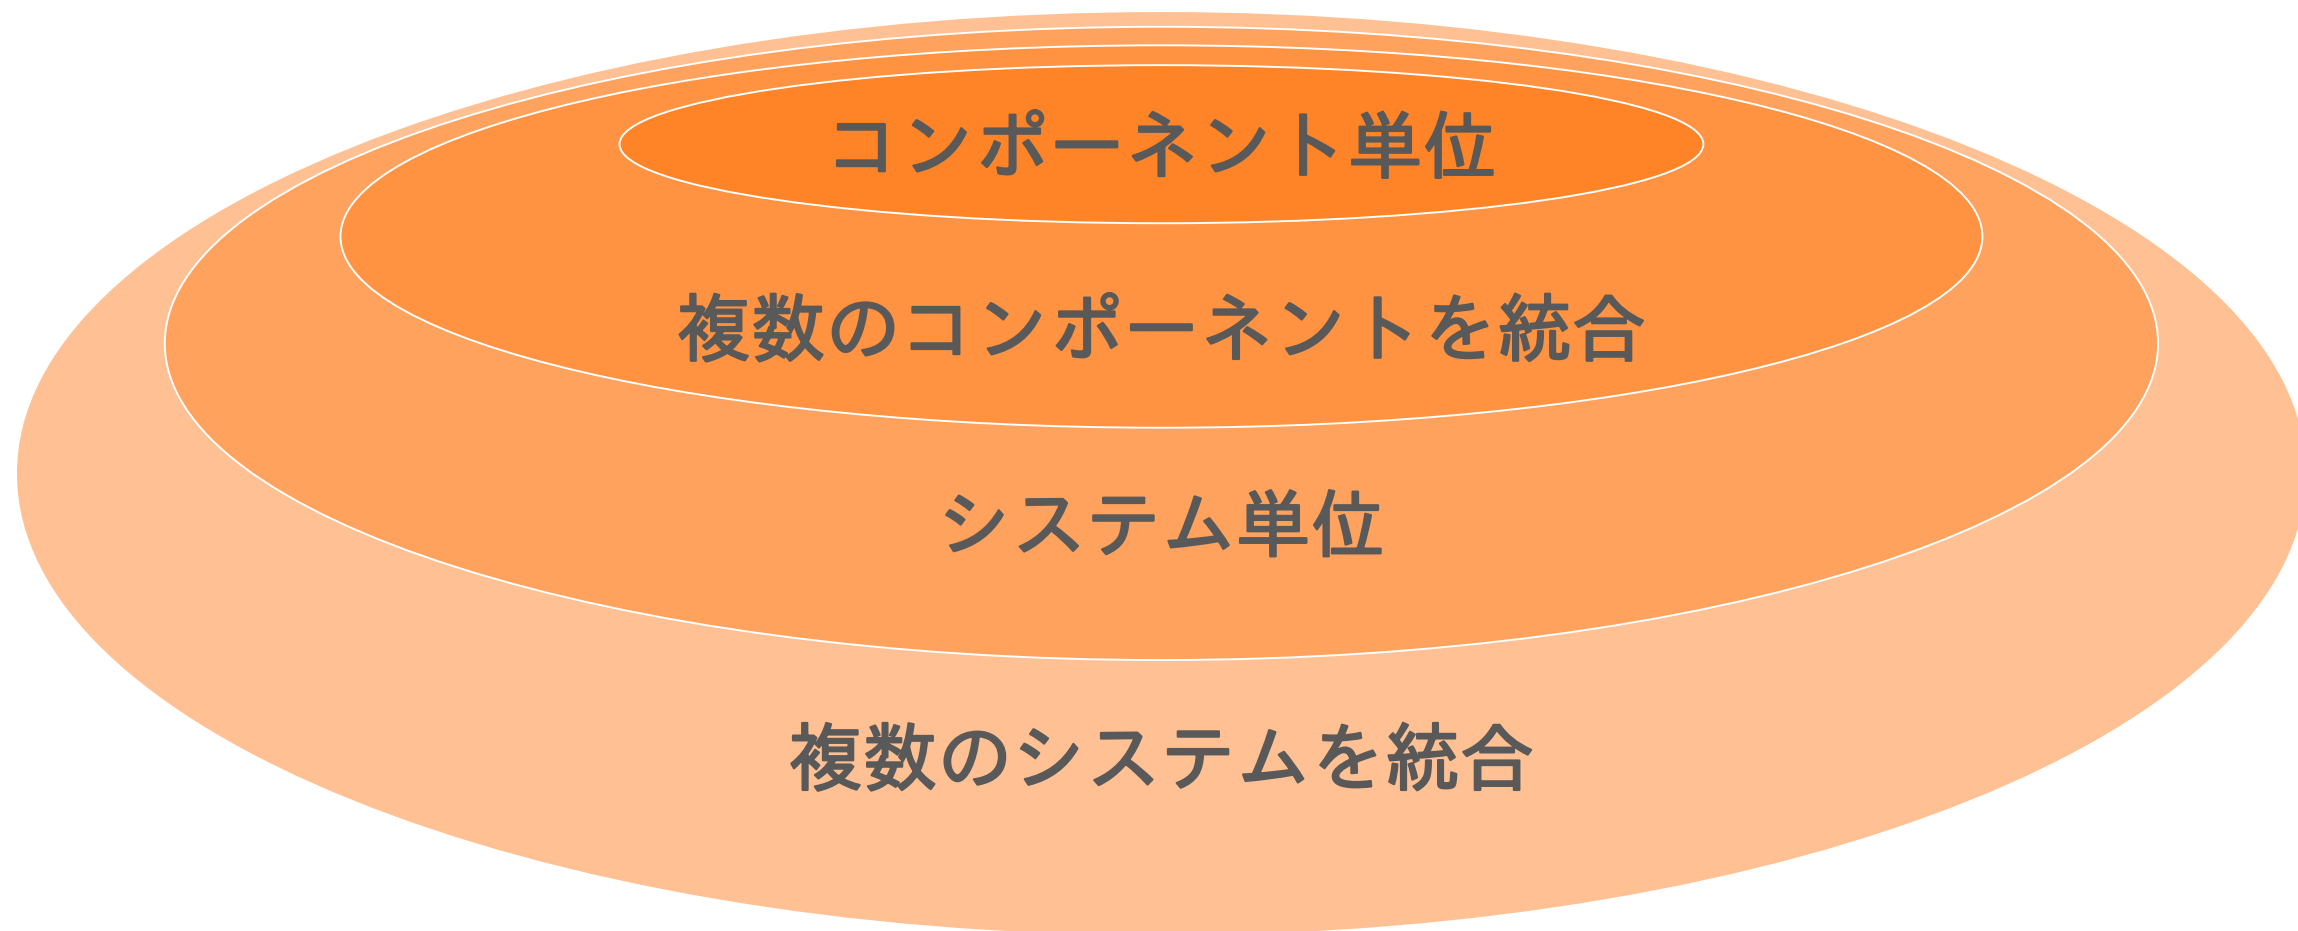 コンポーネント単位
複数のコンポーネントを統合
システム単位
複数のシステムを統合